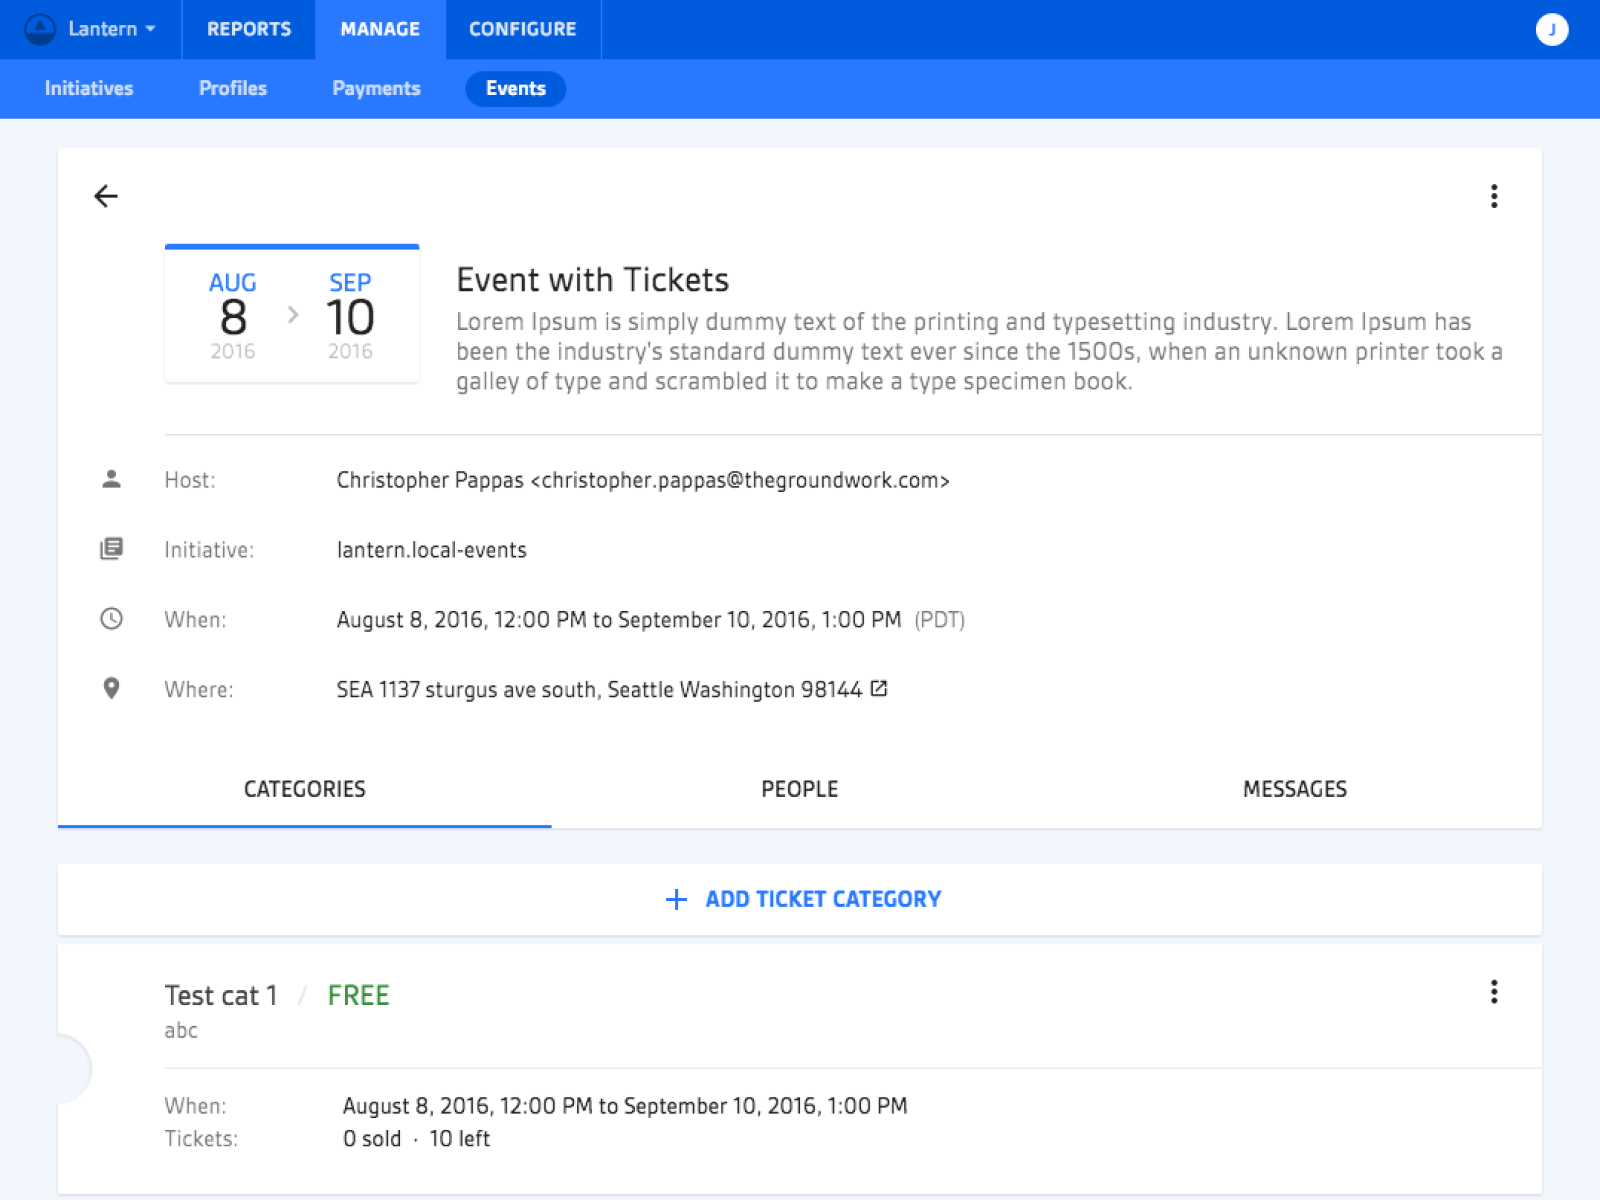 Lantern REPORTS MANAGE CONFIGURE J
Initiatives Profiles Payments Events
AUG SEP
8 10
2016 2016
Event with Tickets
Lorem Ipsum is simply dummy text of the printing and typesetting industry. Lorem Ipsum has
been the industry's standard dummy text ever since the 1500s, when an unknown printer took a
galley of type and scrambled it to make a type specimen book.
Host: Christopher Pappas <christopher.pappas@thegroundwork.com>
Initiative: lantern.local-events
When: August 8, 2016, 12:00 PM to September 10, 2016, 1:00 PM (PDT)
Where: SEA 1137 sturgus ave south, Seattle Washington 98144
CATEGORIES PEOPLE MESSAGES
+ ADD TICKET CATEGORY
Test cat 1 / FREE
abc
When: August 8, 2016, 12:00 PM to September 10, 2016, 1:00 PM
Tickets: 0 sold · 10 left